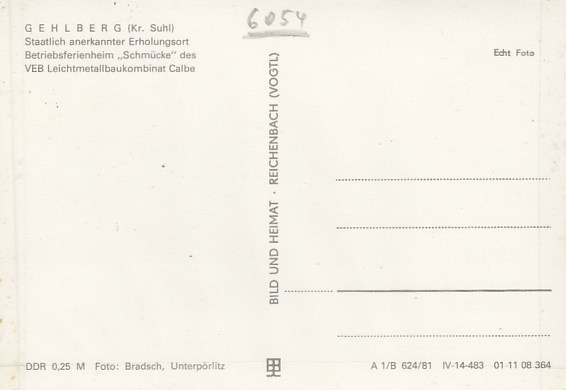 6054
G E H L B E R G (Kr. Suhl)
Staatlich anerkannter Erholungsort
Betriebsferienheim „Schmücke" des
VEB Leichtmetallbaukombinat Calbe
Echt Foto
BILD UND HEIMAT · REICHENBACH (VOGTL)
DDR 0,25 M Foto: Bradsch, Unterpörlitz
A 1/B 624/81 IV-14-483 01 11 08 364